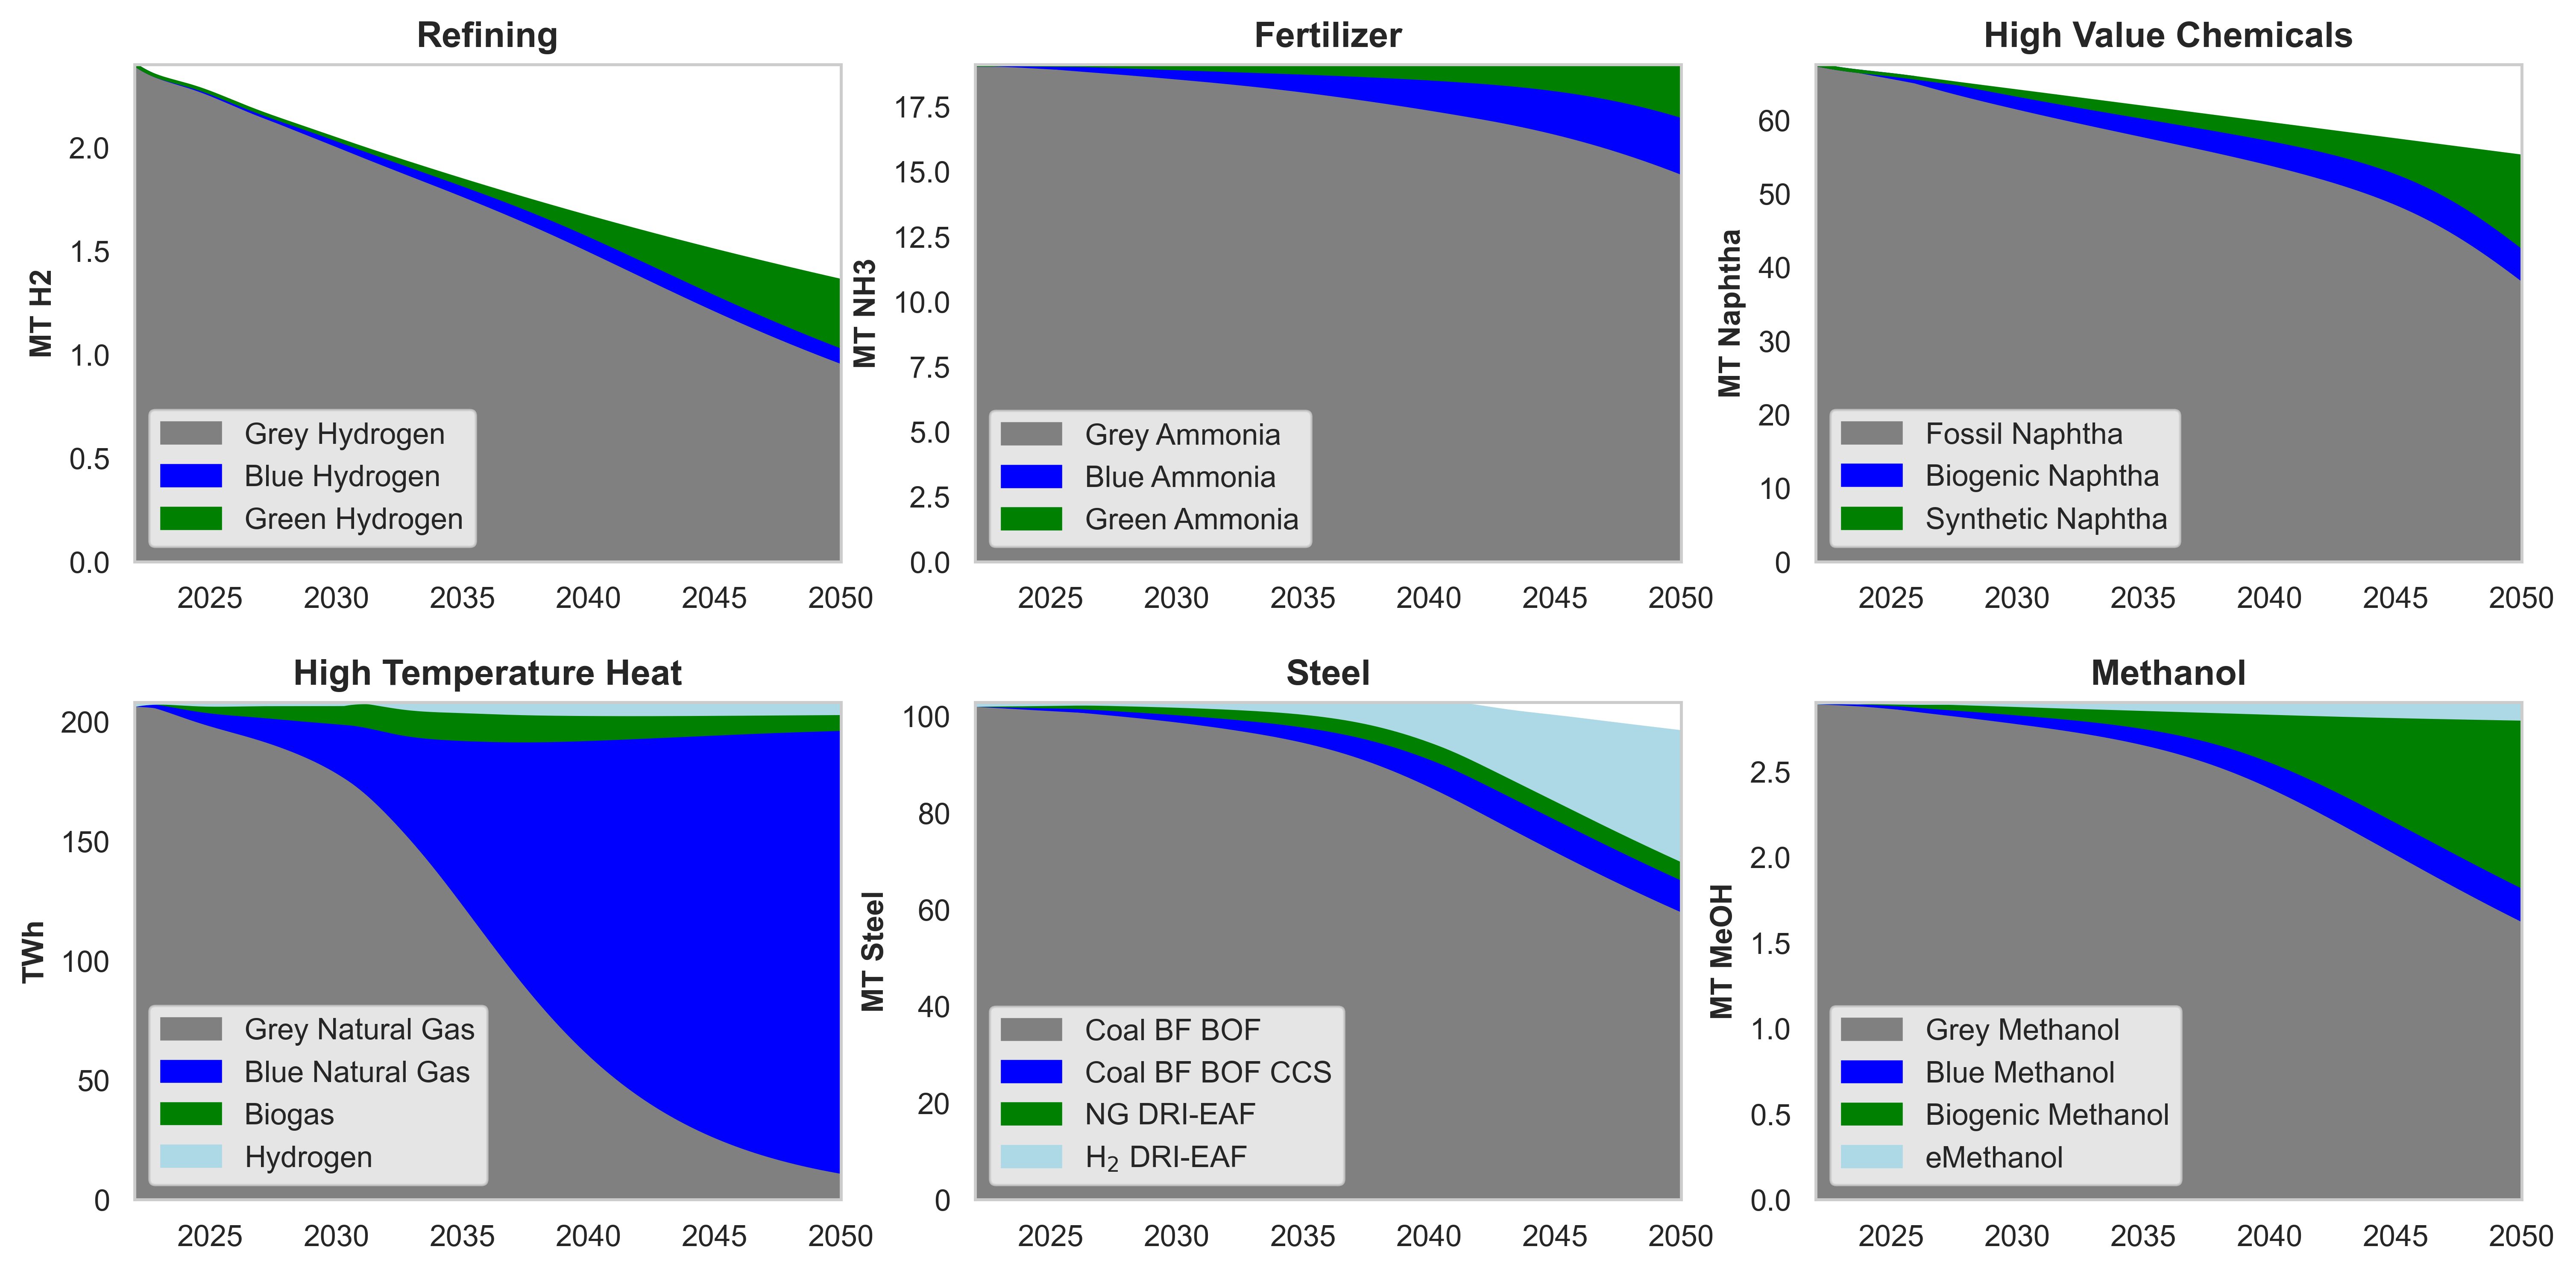 Refining
MT H2
2.0
1.5
1.0
0.5
0.0
Grey Hydrogen
Blue Hydrogen
Green Hydrogen
2025 2030 2035 2040 2045 2050
Fertilizer
MT NH3
17.5
15.0
12.5
10.0
7.5
5.0
2.5
0.0
Grey Ammonia
Blue Ammonia
Green Ammonia
2025 2030 2035 2040 2045 2050
High Value Chemicals
MT Naphtha
60
50
40
30
20
10
0
Fossil Naphtha
Biogenic Naphtha
Synthetic Naphtha
2025 2030 2035 2040 2045 2050
High Temperature Heat
TWh
200
150
100
50
0
Grey Natural Gas
Blue Natural Gas
Biogas
Hydrogen
2025 2030 2035 2040 2045 2050
Steel
MT Steel
100
80
60
40
20
0
Coal BF BOF
Coal BF BOF CCS
NG DRI-EAF
H₂ DRI-EAF
2025 2030 2035 2040 2045 2050
Methanol
MT MeOH
2.5
2.0
1.5
1.0
0.5
0.0
Grey Methanol
Blue Methanol
Biogenic Methanol
eMethanol
2025 2030 2035 2040 2045 2050